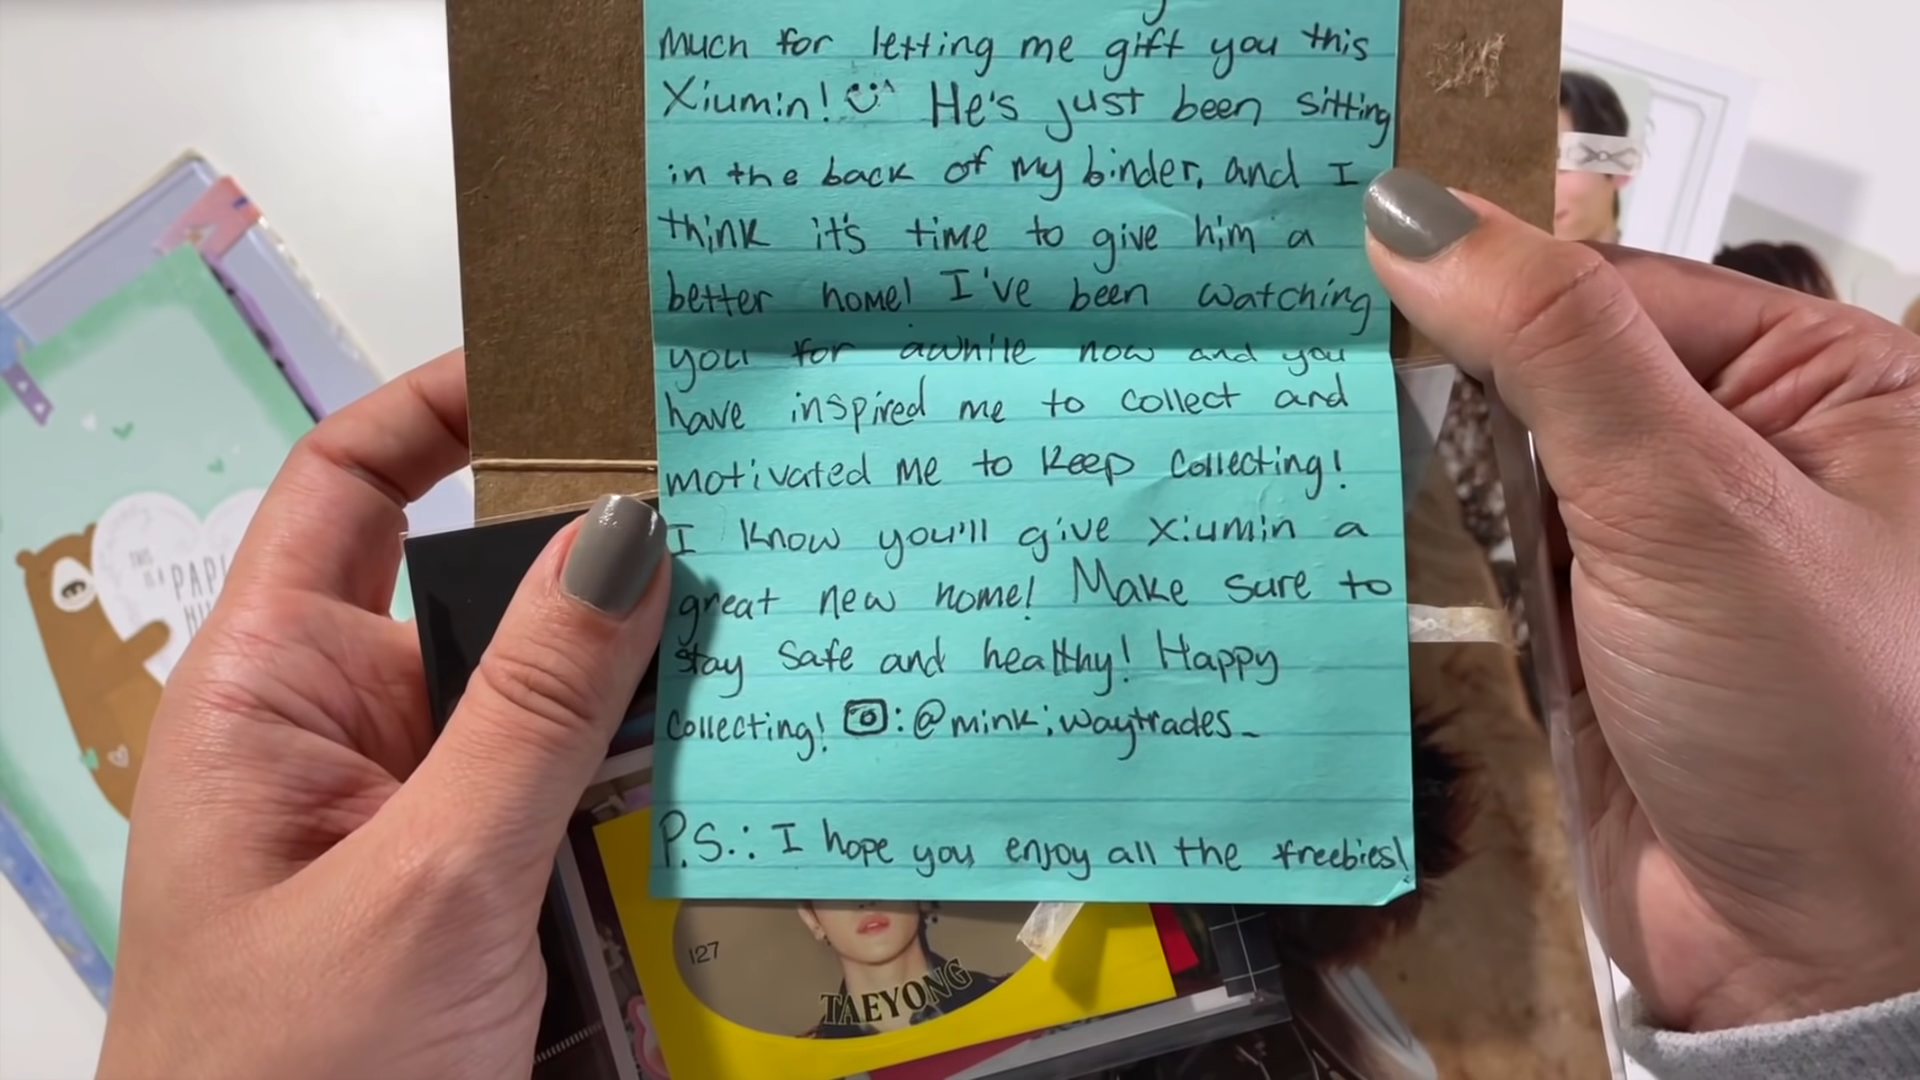 much for letting me gift you this
Xiumin! He's just been sitting
in the back of my binder, and I
think it's time to give him a
better home! I've been watching
you for awhile now and you
have inspired me to collect and
motivated me to keep collecting!
I know you'll give Xiumin a
great new home! Make sure to
stay safe and healthy! Happy
collecting! : @minkiwaytrades_
P.S.: I hope you enjoy all the freebies!
THIS
IS A
127
TAEYONG